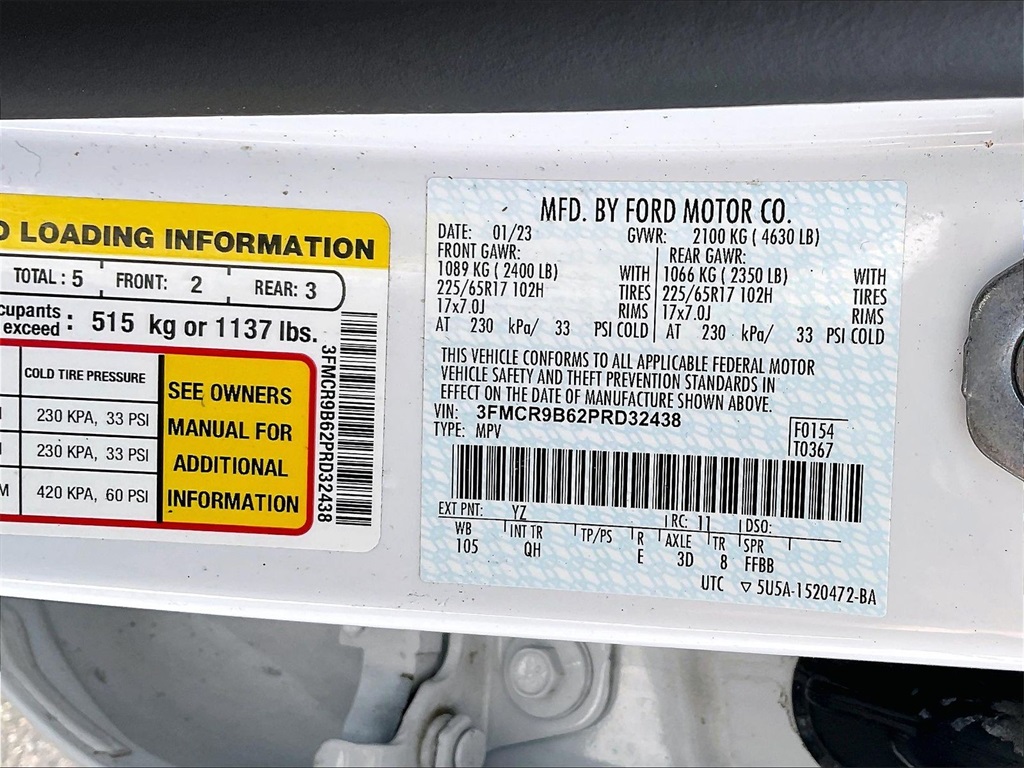 LOADING INFORMATION
TOTAL : 5 FRONT: 2 REAR: 3
exceed : 515 kg or 1137 lbs.
COLD TIRE PRESSURE
230 KPA, 33 PSI
230 KPA, 33 PSI
420 KPA, 60 PSI
SEE OWNERS
MANUAL FOR
ADDITIONAL
INFORMATION
3FMCR9B62PRD32438
MFD. BY FORD MOTOR CO.
DATE: 01/23 GVWR: 2100 KG ( 4630 LB)
FRONT GAWR: REAR GAWR:
1089 KG ( 2400 LB) WITH 1066 KG ( 2350 LB) WITH
225/65R17 102H TIRES 225/65R17 102H TIRES
17x7.0J RIMS 17x7.0J RIMS
AT 230 kPa/ 33 PSI COLD AT 230 kPa/ 33 PSI COLD
THIS VEHICLE CONFORMS TO ALL APPLICABLE FEDERAL MOTOR
VEHICLE SAFETY AND THEFT PREVENTION STANDARDS IN
EFFECT ON THE DATE OF MANUFACTURE SHOWN ABOVE.
VIN: 3FMCR9B62PRD32438 F0154
TYPE: MPV T0367
EXT PNT: YZ RC: 11 DSO:
WB INT TR TP/PS R AXLE TR SPR
105 QH E 3D 8 FFBB
UTC ▽ 5U5A-1520472-BA